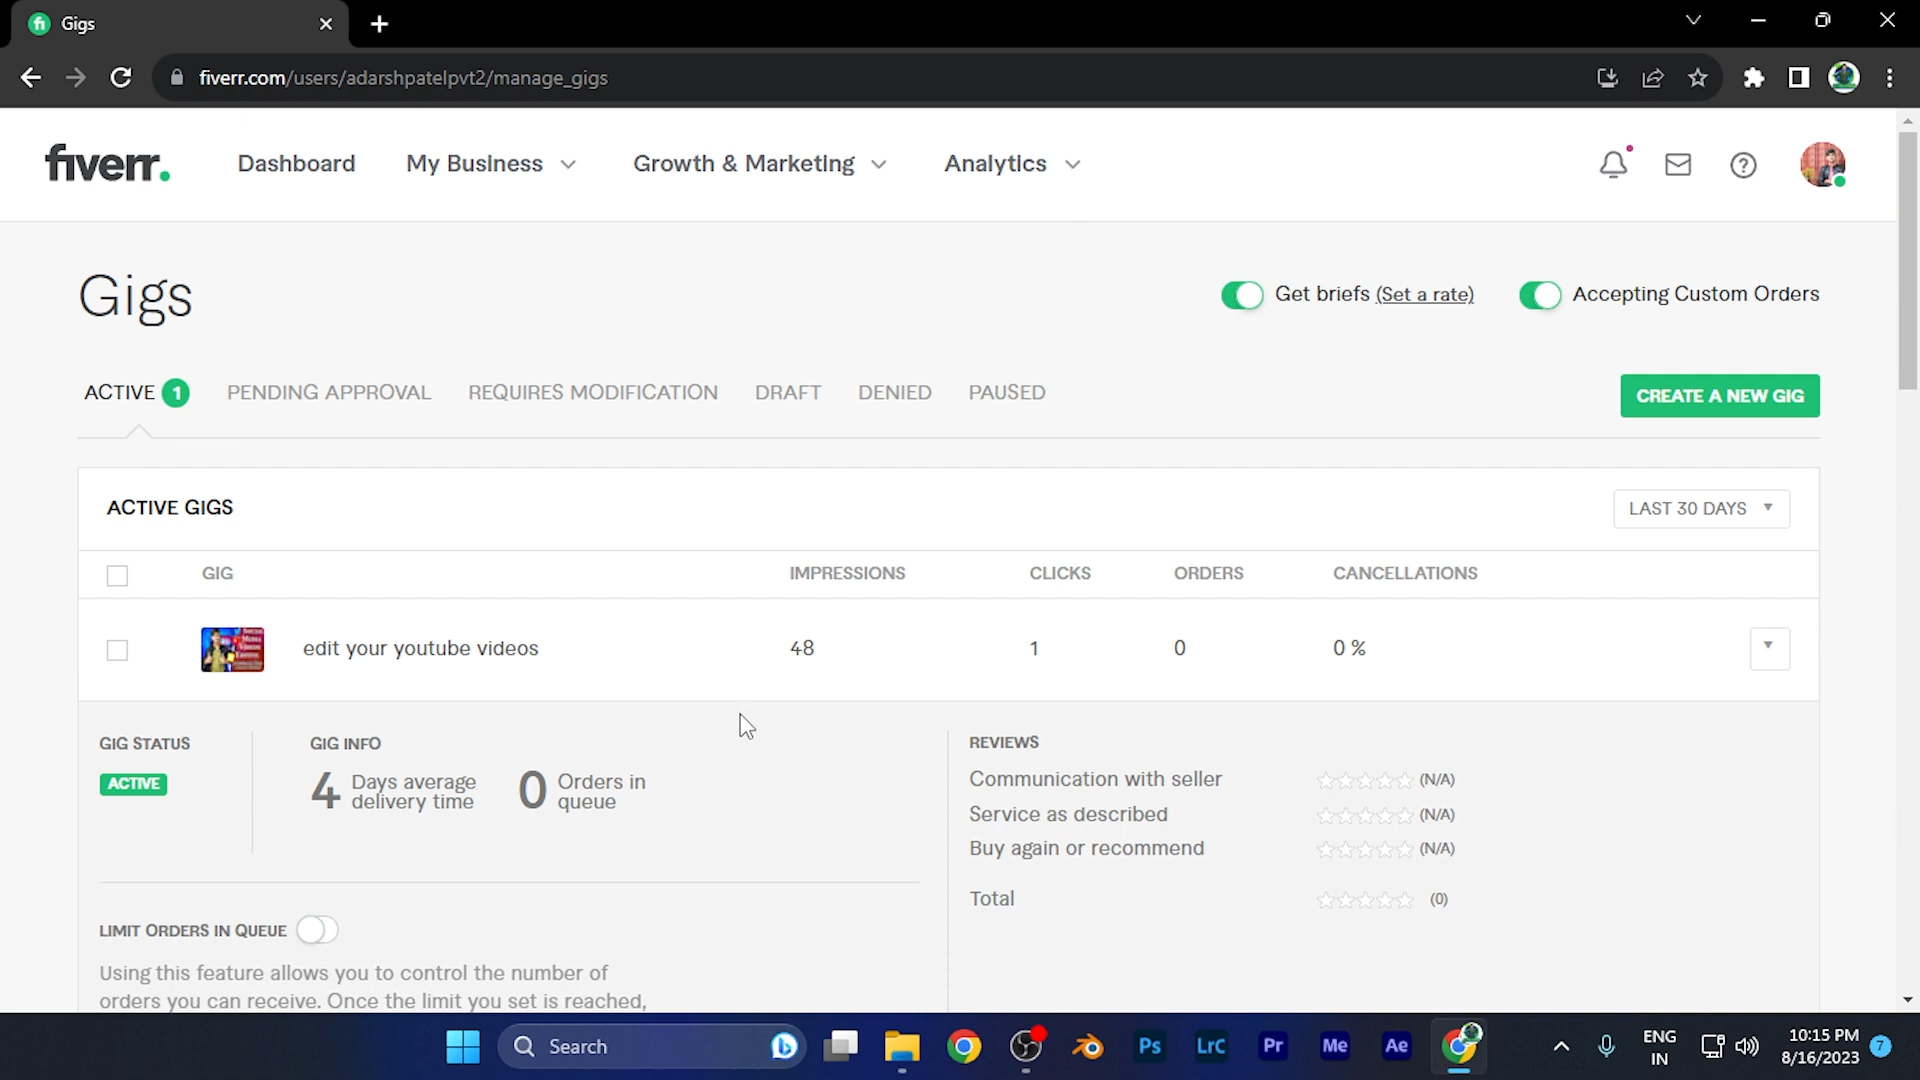 fi Gigs
fiverr.com/users/adarshpatelpvt2/manage_gigs
fiverr. Dashboard My Business Growth & Marketing Analytics
Gigs
Get briefs (Set a rate) Accepting Custom Orders
ACTIVE 1 PENDING APPROVAL REQUIRES MODIFICATION DRAFT DENIED PAUSED
CREATE A NEW GIG
ACTIVE GIGS
LAST 30 DAYS
GIG IMPRESSIONS CLICKS ORDERS CANCELLATIONS
edit your youtube videos 48 1 0 0 %
GIG STATUS
ACTIVE
GIG INFO
4 Days average
delivery time
0 Orders in
queue
REVIEWS
Communication with seller (N/A)
Service as described (N/A)
Buy again or recommend (N/A)
Total (0)
LIMIT ORDERS IN QUEUE
Using this feature allows you to control the number of
orders you can receive. Once the limit you set is reached,
Search
Ps LrC Pr Me Ae
ENG
IN
10:15 PM
8/16/2023
7